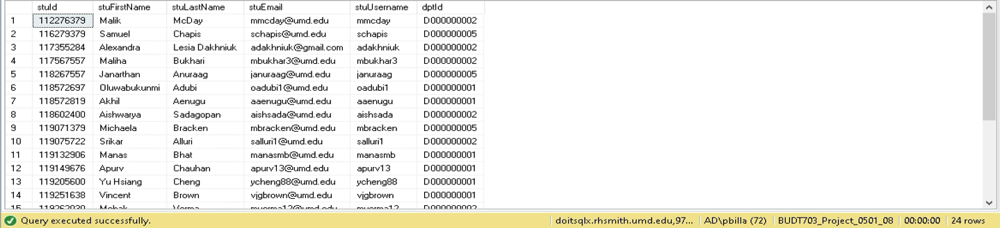 stuId stuFirstName stuLastName stuEmail stuUsername dptId
1 112276379 Malik McDay mmcday@umd.edu mmcday D000000002
2 116279379 Samuel Chapis schapis@umd.edu schapis D000000005
3 117355284 Alexandra Lesia Dakhniuk adakhniuk@gmail.com adakhniuk D000000002
4 117567557 Maliha Bukhari mbukhar3@umd.edu mbukhar3 D000000002
5 118267557 Janarthan Anuraag januraag@umd.edu januraag D000000005
6 118572697 Oluwabukunmi Adubi oadubi1@umd.edu oadubi1 D000000001
7 118572819 Akhil Aenugu aaenugu@umd.edu aaenugu D000000001
8 118602400 Aishwarya Sadagopan aishsada@umd.edu aishsada D000000002
9 119071379 Michaela Bracken mbracken@umd.edu mbracken D000000005
10 119075722 Srikar Alluri salluri1@umd.edu salluri1 D000000002
11 119132906 Manas Bhat manasmb@umd.edu manasmb D000000001
12 119149676 Apurv Chauhan apurv13@umd.edu apurv13 D000000001
13 119205600 Yu Hsiang Cheng ycheng88@umd.edu ycheng88 D000000001
14 119251638 Vincent Brown vjgbrown@umd.edu vjgbrown D000000001
15 Verma
Query executed successfully. doitsqlx.rhsmith.umd.edu,97... AD\pbilla (72) BUDT703_Project_0501_08 00:00:00 24 rows